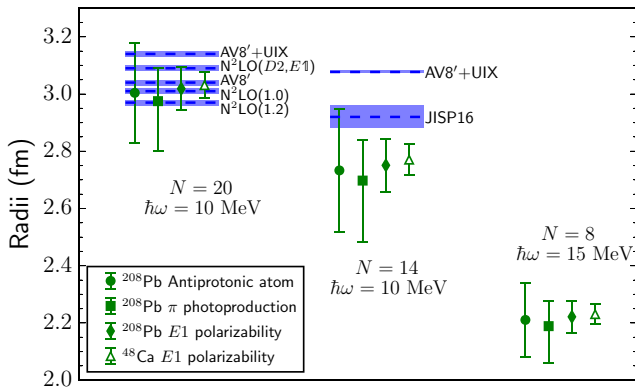 Radii (fm)
3.2
3.0
2.8
2.6
2.4
2.2
2.0
AV8′+UIX
N²LO(D2,E1)
AV8′
N²LO(1.0)
N²LO(1.2)
N = 20
ħω = 10 MeV
AV8′+UIX
JISP16
N = 14
ħω = 10 MeV
N = 8
ħω = 15 MeV
²⁰⁸Pb Antiprotonic atom
²⁰⁸Pb π photoproduction
²⁰⁸Pb E1 polarizability
⁴⁸Ca E1 polarizability